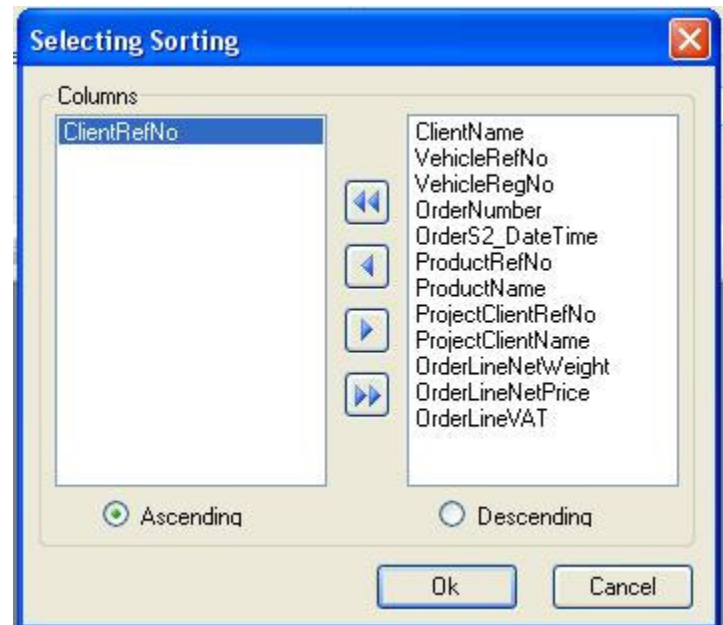 Selecting Sorting
Columns
ClientRefNo
ClientName
VehicleRefNo
VehicleRegNo
OrderNumber
OrderS2_DateTime
ProductRefNo
ProductName
ProjectClientRefNo
ProjectClientName
OrderLineNetWeight
OrderLineNetPrice
OrderLineVAT
Ascending
Descending
Ok
Cancel